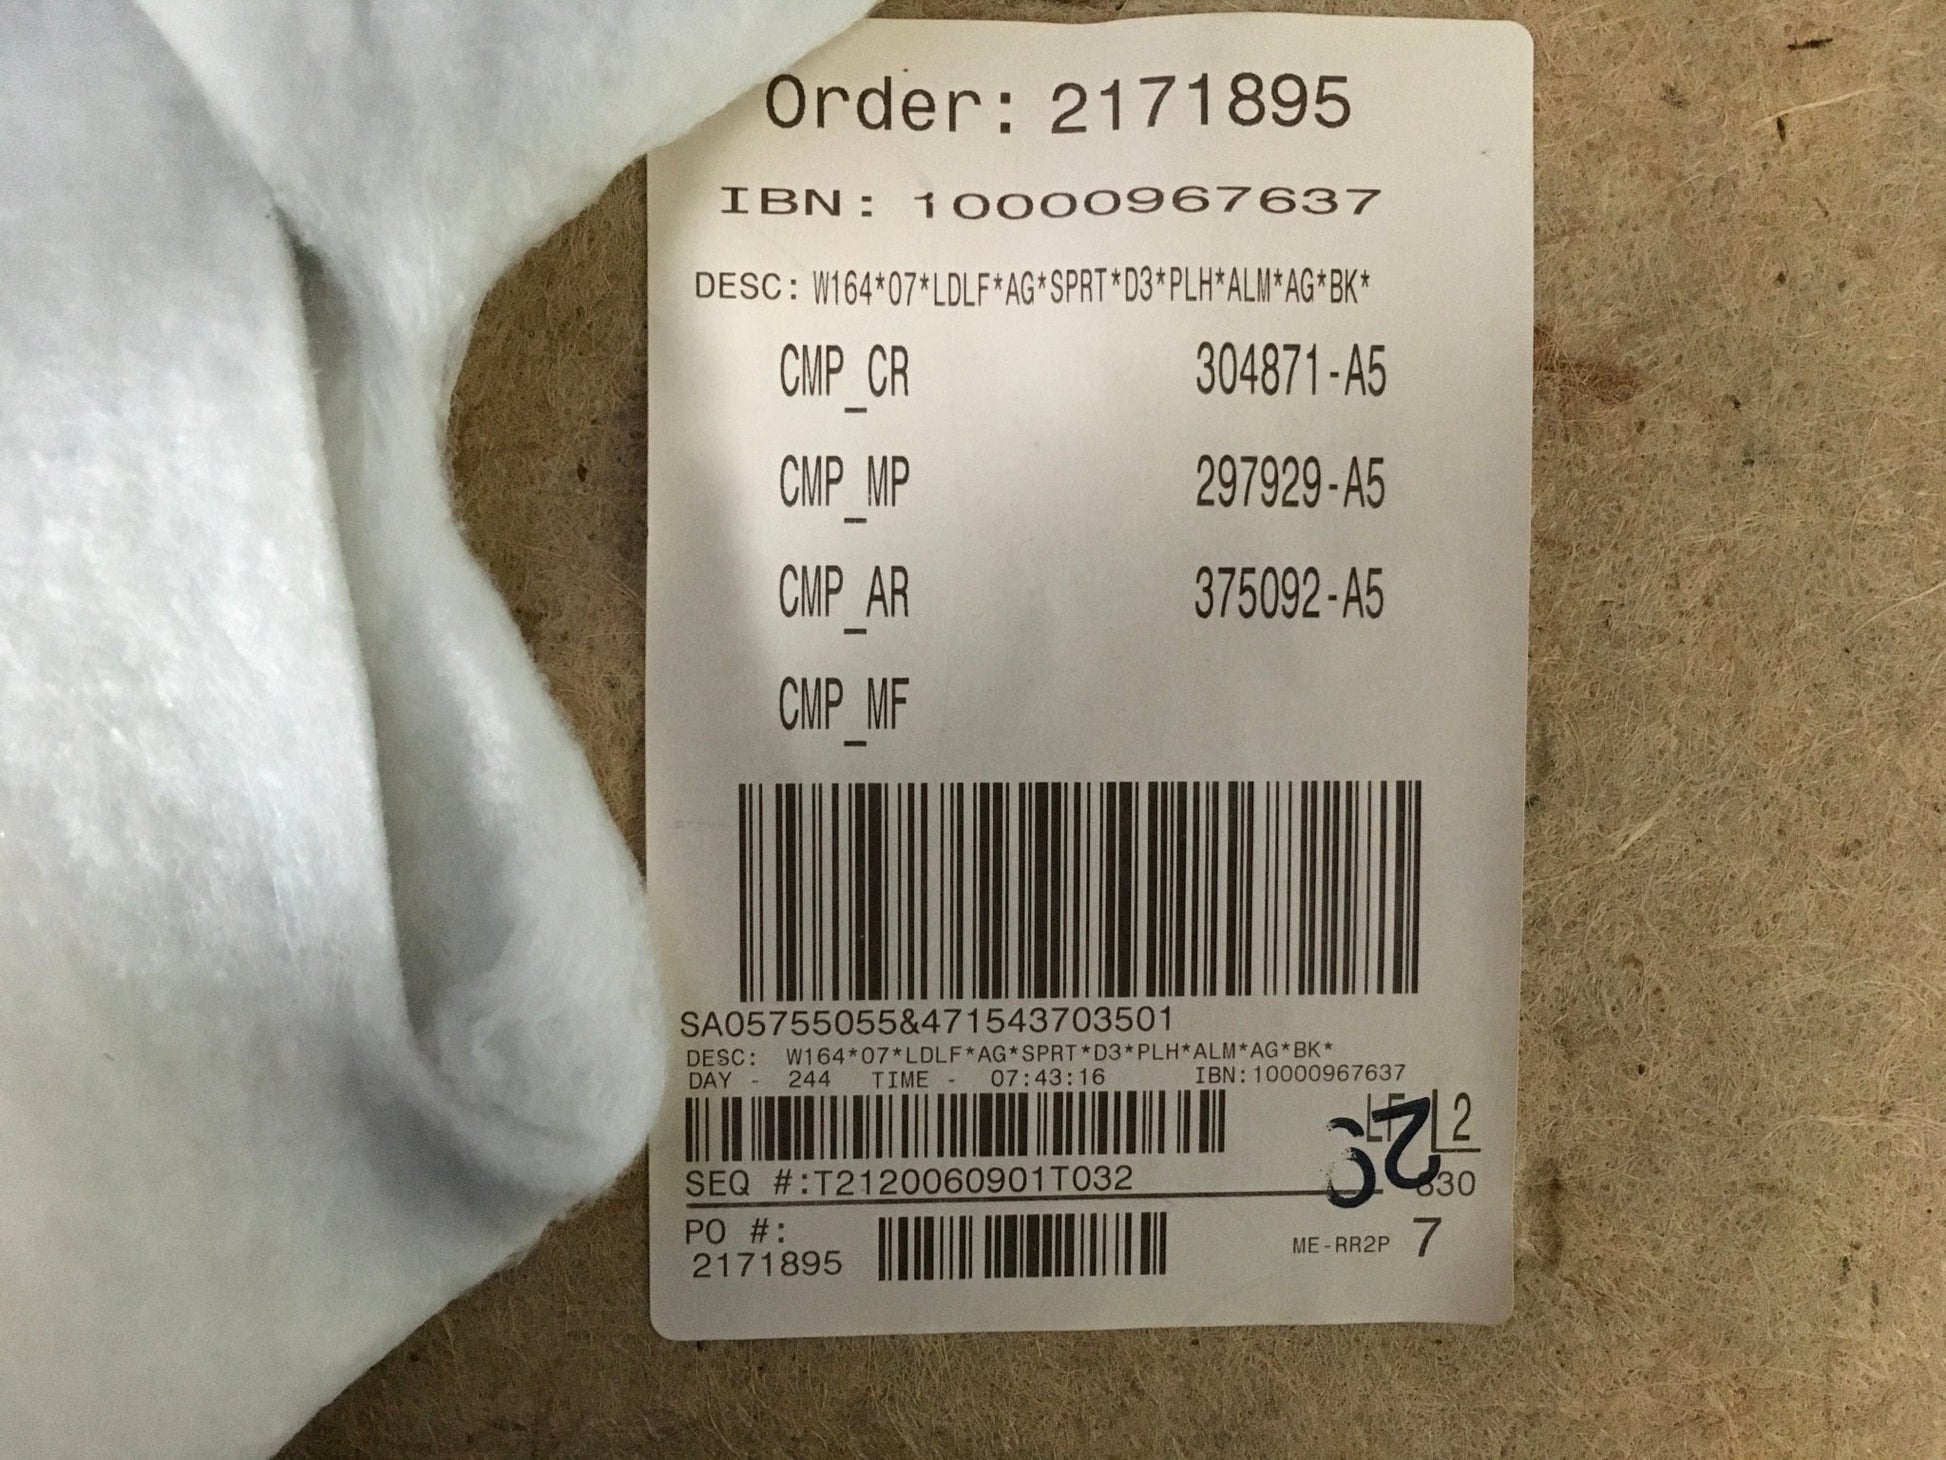 Order: 2171895
IBN: 10000967637
DESC: W164*07*LDLF*AG*SPRT*D3*PLH*ALM*AG*BK*
CMP_CR 304871-A5
CMP_MP 297929-A5
CMP_AR 375092-A5
CMP_MF
SA05755055&471543703501
DESC: W164*07*LDLF*AG*SPRT*D3*PLH*ALM*AG*BK*
DAY - 244 TIME - 07:43:16 IBN:10000967637
L2
SEQ #:T2120060901T032
PO #:
2171895
ME-RR2P 7